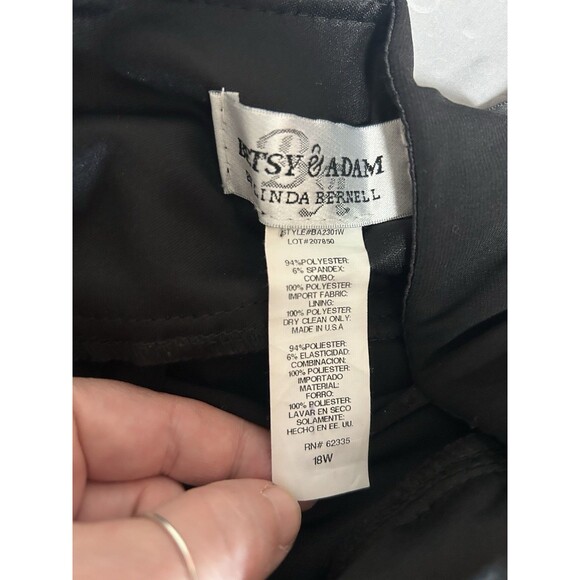 BETSY & ADAM
BY LINDA BERNELL
STYLE#BA2301W
LOT#207850
94%POLYESTER:
6% SPANDEX:
COMBO:
100% POLYESTER:
IMPORT FABRIC:
LINING:
100% POLYESTER:
DRY CLEAN ONLY:
MADE IN U.S.A
94%POLIESTER:
6% ELASTICIDAD:
COMBINACION:
100% POLIESTER:
IMPORTADO
MATERIAL:
FORRO:
100% POLIESTER:
LAVAR EN SECO
SOLAMENTE:
HECHO EN EE. UU.
RN# 62335
18W